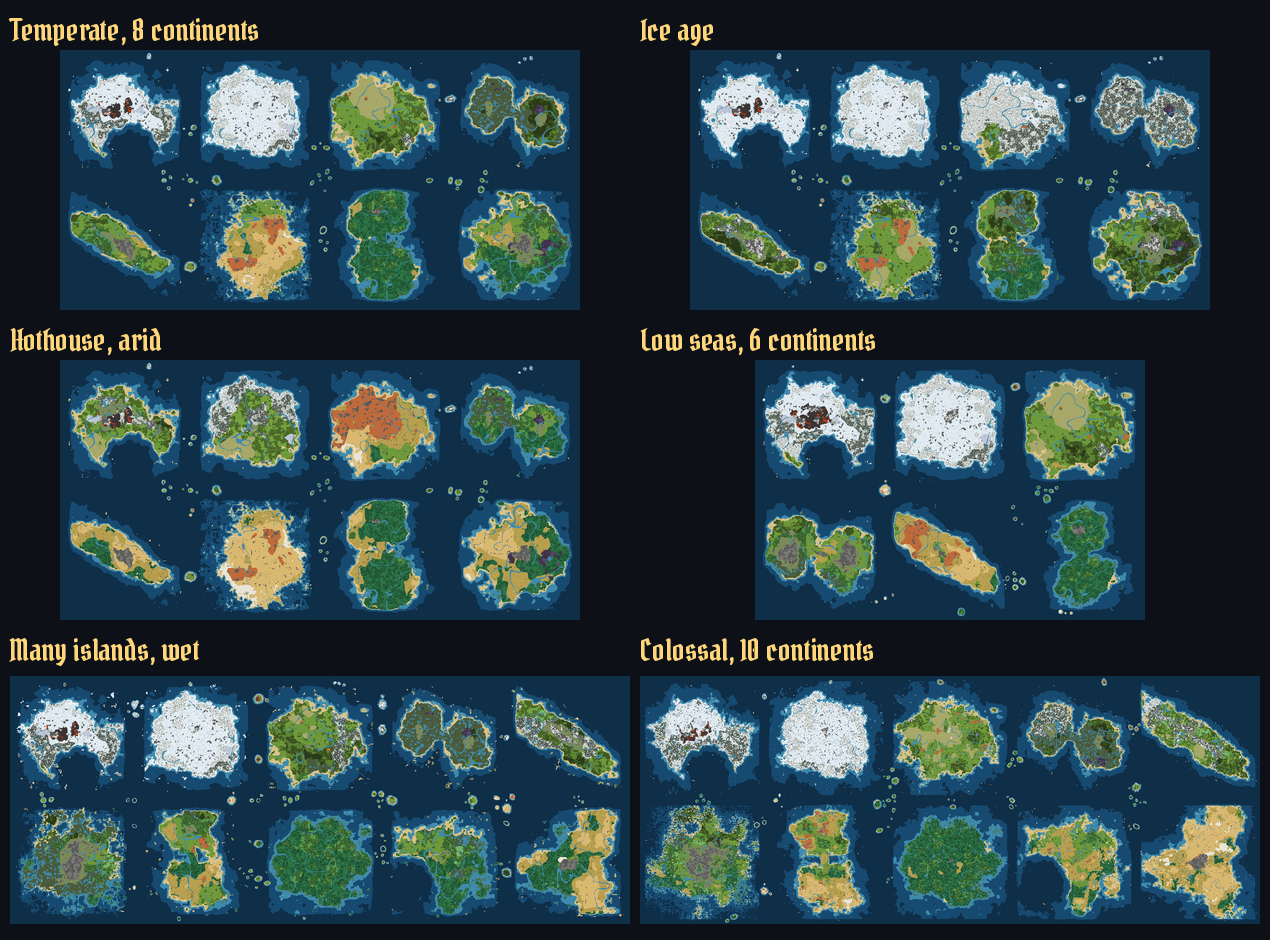 Temperate, 8 continents
Ice age
Hothouse, arid
Low seas, 6 continents
Many islands, wet
Colossal, 10 continents